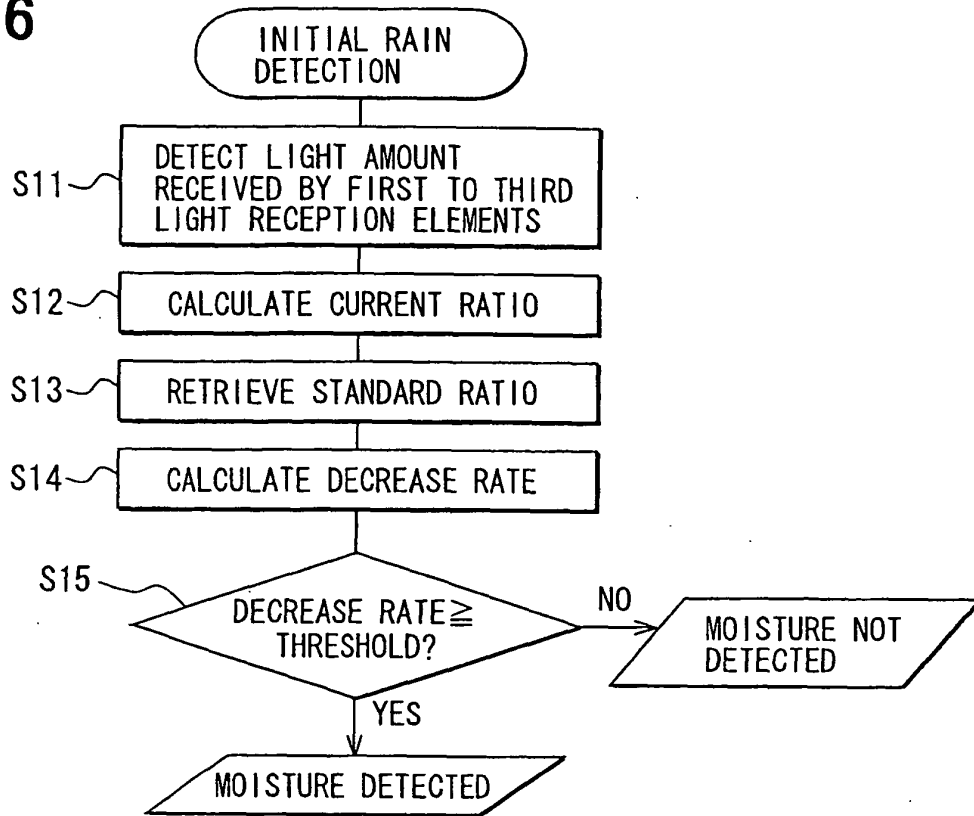 6
INITIAL RAIN
DETECTION
S11
DETECT LIGHT AMOUNT
RECEIVED BY FIRST TO THIRD
LIGHT RECEPTION ELEMENTS
S12
CALCULATE CURRENT RATIO
S13
RETRIEVE STANDARD RATIO
S14
CALCULATE DECREASE RATE
S15
DECREASE RATE≧
THRESHOLD?
NO
MOISTURE NOT
DETECTED
YES
MOISTURE DETECTED